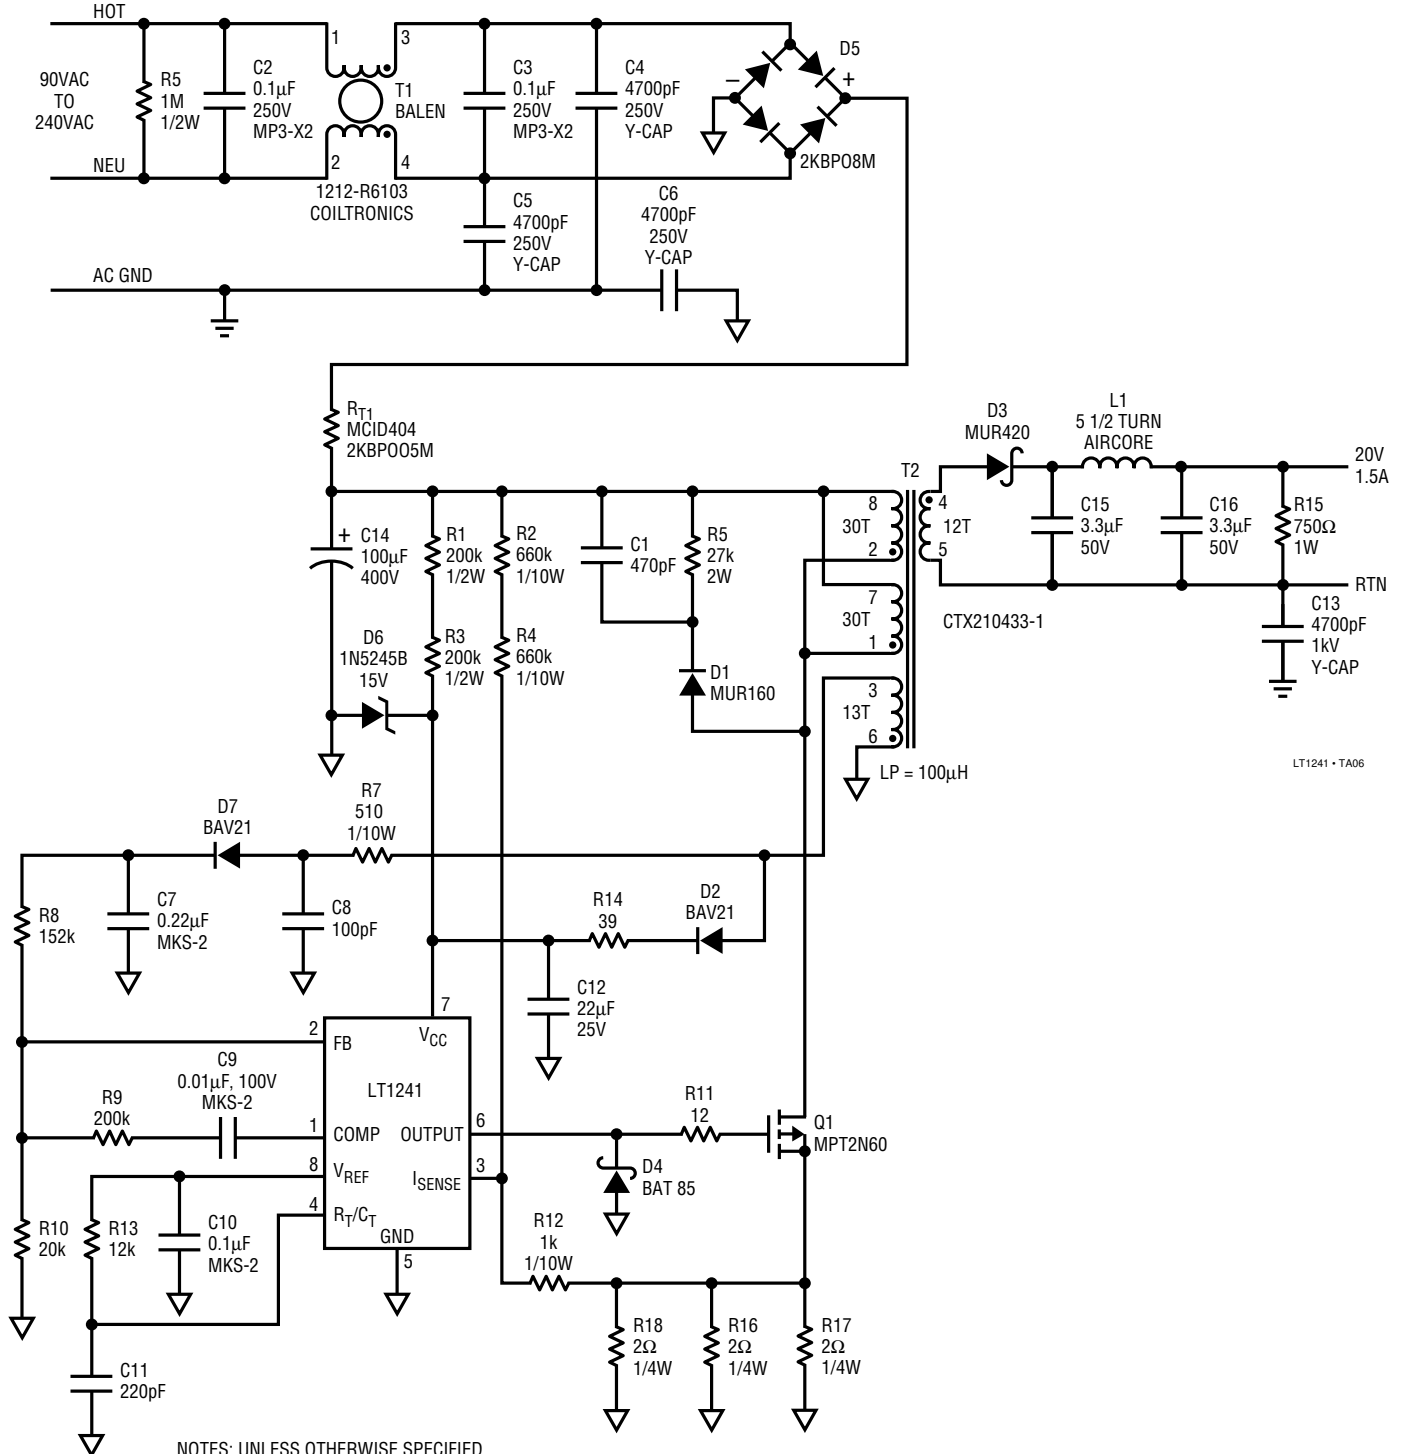 HOT
90VAC
TO
240VAC
R5
1M
1/2W
C2
0.1µF
250V
MP3-X2
1
3
T1
BALEN
2
4
1212-R6103
COILTRONICS
C3
0.1µF
250V
MP3-X2
C4
4700pF
250V
Y-CAP
D5
–
+
2KBPO8M
NEU
C5
4700pF
250V
Y-CAP
C6
4700pF
250V
Y-CAP
AC GND
RT1
MCID404
2KBPOO5M
+
C14
100µF
400V
R1
200k
1/2W
R2
660k
1/10W
C1
470pF
R5
27k
2W
T2
8
30T
2
4
12T
5
D3
MUR420
L1
5 1/2 TURN
AIRCORE
20V
1.5A
C15
3.3µF
50V
C16
3.3µF
50V
R15
750Ω
1W
RTN
D6
1N5245B
15V
R3
200k
1/2W
R4
660k
1/10W
D1
MUR160
7
30T
1
CTX210433-1
C13
4700pF
1kV
Y-CAP
3
13T
6
LP = 100µH
LT1241 • TA06
D7
BAV21
R7
510
1/10W
R8
152k
C7
0.22µF
MKS-2
C8
100pF
R14
39
D2
BAV21
C12
22µF
25V
7
2
FB
VCC
LT1241
C9
0.01µF, 100V
MKS-2
R9
200k
1
COMP
OUTPUT
6
R11
12
Q1
MPT2N60
8
VREF
ISENSE
3
D4
BAT 85
4
RT/CT
GND
5
R10
20k
R13
12k
C10
0.1µF
MKS-2
R12
1k
1/10W
R18
2Ω
1/4W
R16
2Ω
1/4W
R17
2Ω
1/4W
C11
220pF
NOTES: UNLESS OTHERWISE SPECIFIED